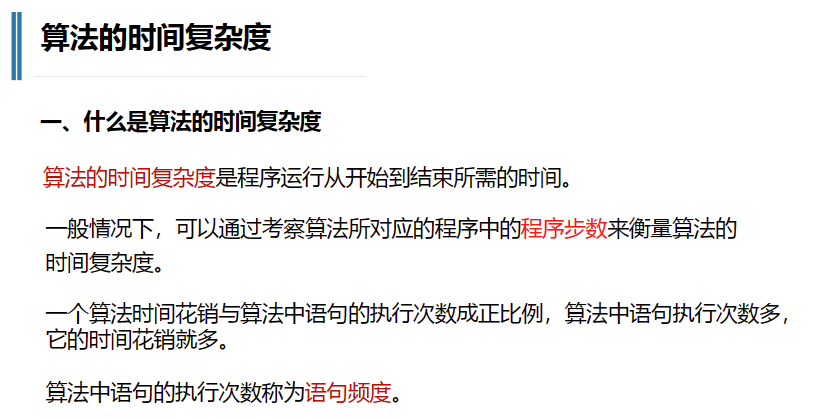 算法的时间复杂度
一、什么是算法的时间复杂度
算法的时间复杂度是程序运行从开始到结束所需的时间。
一般情况下，可以通过考察算法所对应的程序中的程序步数来衡量算法的
时间复杂度。
一个算法时间花销与算法中语句的执行次数成正比例，算法中语句执行次数多，
它的时间花销就多。
算法中语句的执行次数称为语句频度。